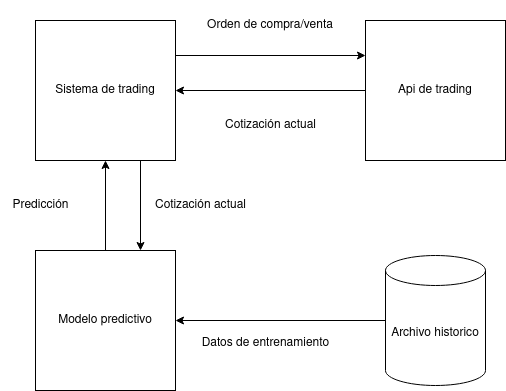 Orden de compra/venta
Sistema de trading
Api de trading
Cotización actual
Predicción
Cotización actual
Modelo predictivo
Archivo historico
Datos de entrenamiento